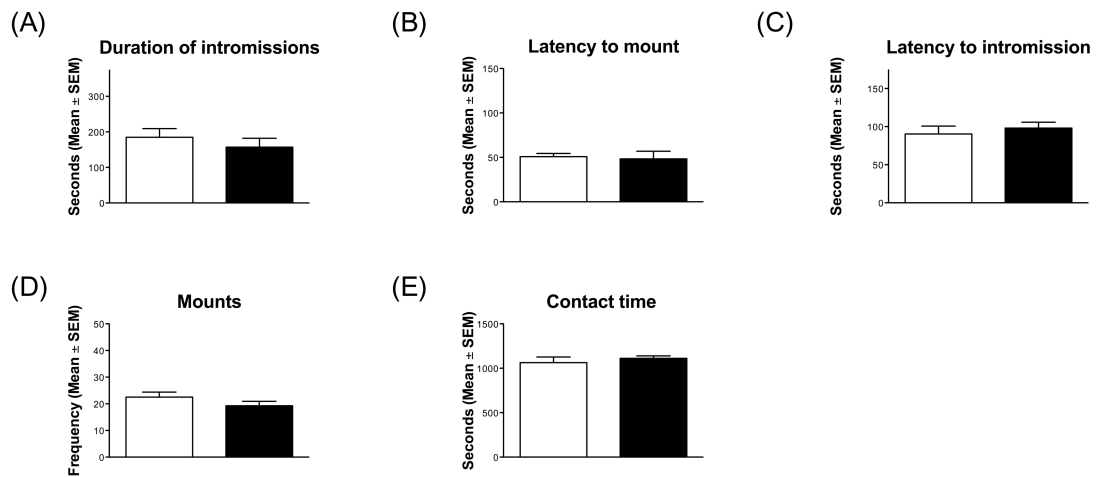 (A)
Duration of intromissions
Seconds (Mean ± SEM)
300
200
100
0
(B)
Latency to mount
Seconds (Mean ± SEM)
150
100
50
0
(C)
Latency to intromission
Seconds (Mean ± SEM)
150
100
50
0
(D)
Mounts
Frequency (Mean ± SEM)
50
40
30
20
10
0
(E)
Contact time
Seconds (Mean ± SEM)
1500
1000
500
0